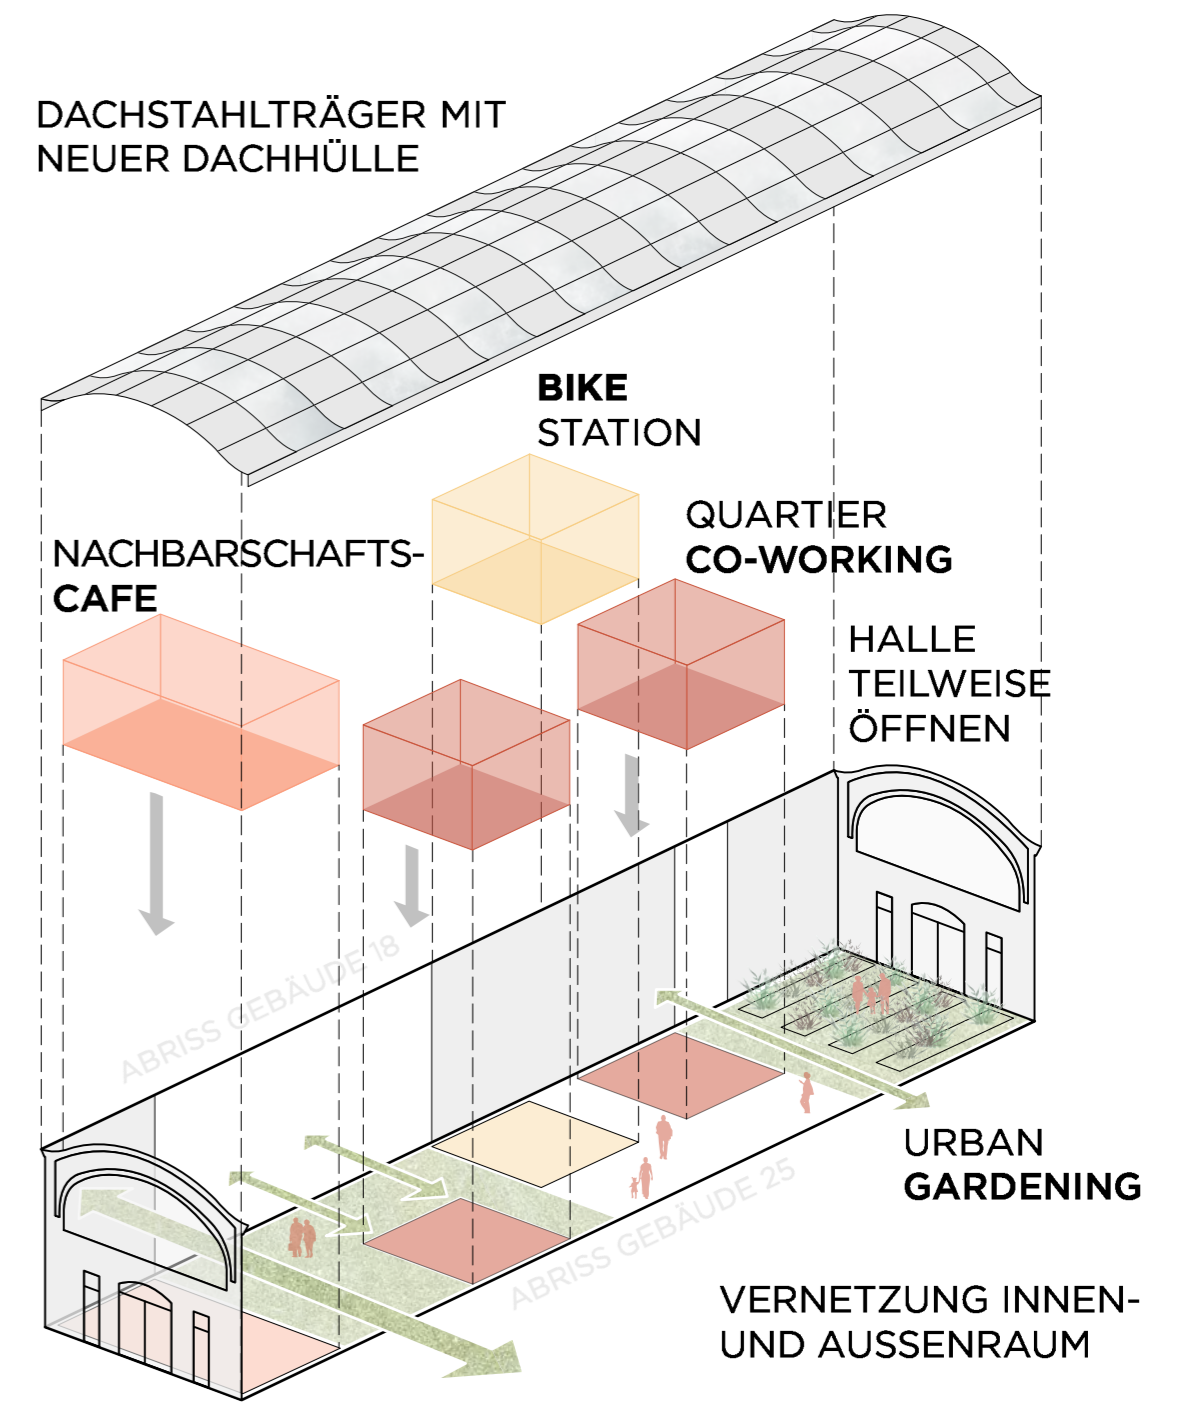 DACHSTAHLTRÄGER MIT
NEUER DACHHÜLLE
BIKE
STATION
QUARTIER
CO-WORKING
NACHBARSCHAFTS-
CAFE
HALLE
TEILWEISE
ÖFFNEN
ABRISS GEBÄUDE 18
ABRISS GEBÄUDE 25
URBAN
GARDENING
VERNETZUNG INNEN-
UND AUSSENRAUM